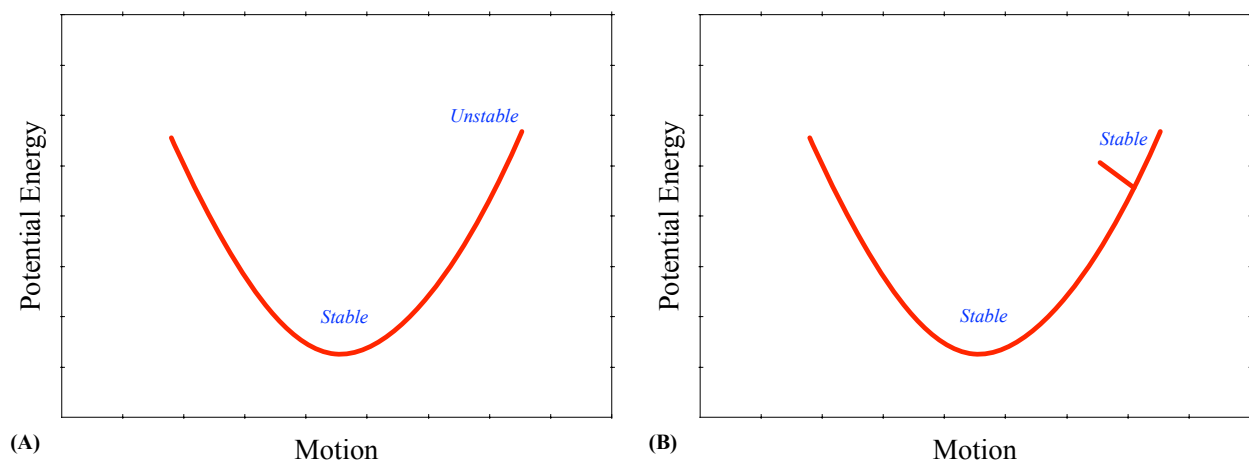 Potential Energy
Unstable
Stable
(A)
Motion
Potential Energy
Stable
Stable
(B)
Motion